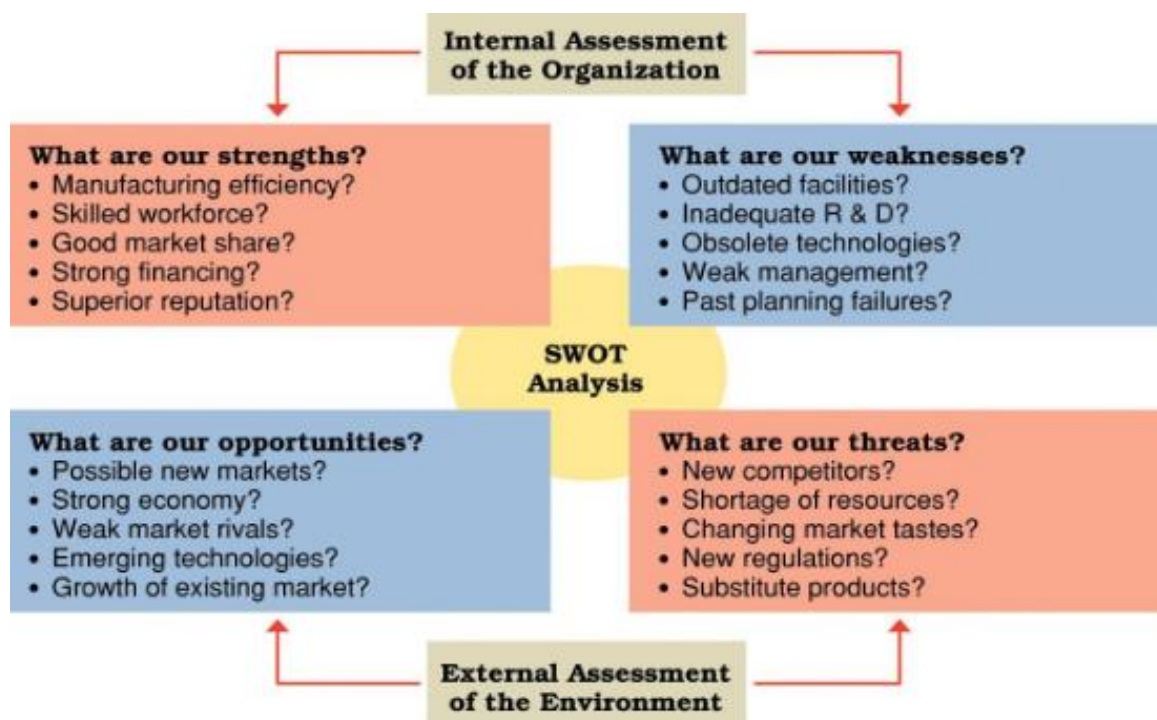 Internal Assessment
of the Organization
What are our strengths?
• Manufacturing efficiency?
• Skilled workforce?
• Good market share?
• Strong financing?
• Superior reputation?
What are our weaknesses?
• Outdated facilities?
• Inadequate R & D?
• Obsolete technologies?
• Weak management?
• Past planning failures?
SWOT
Analysis
What are our opportunities?
• Possible new markets?
• Strong economy?
• Weak market rivals?
• Emerging technologies?
• Growth of existing market?
What are our threats?
• New competitors?
• Shortage of resources?
• Changing market tastes?
• New regulations?
• Substitute products?
External Assessment
of the Environment